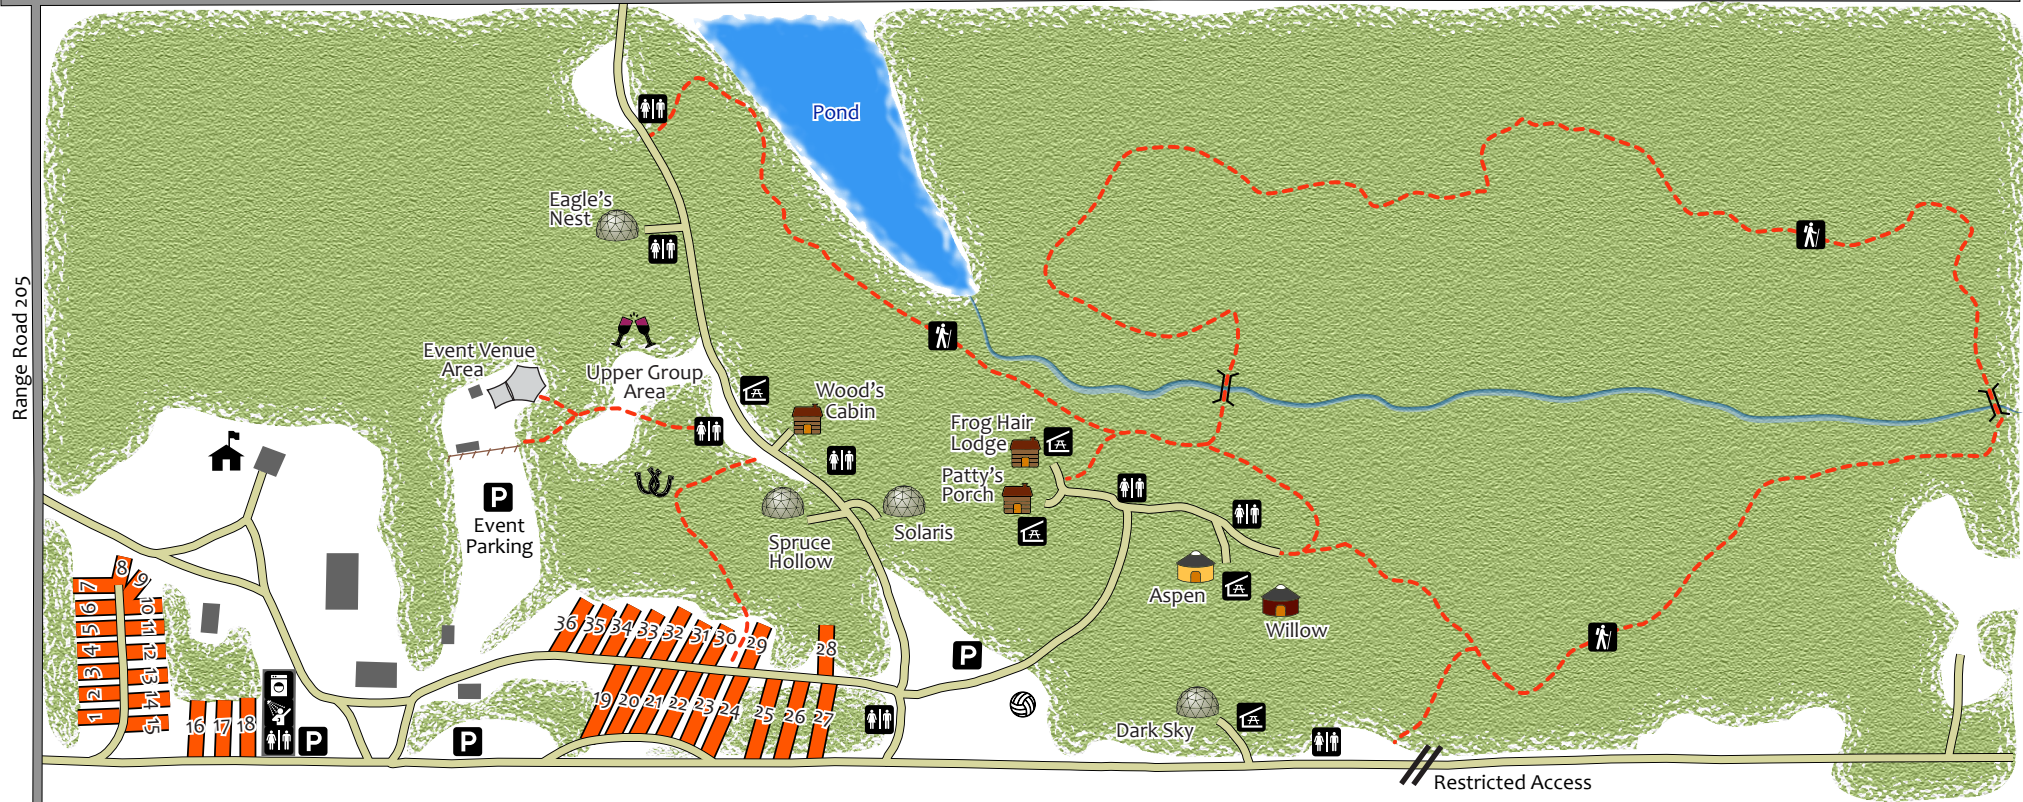 Pond
Eagle's
Nest
Range Road 205
Event Venue
Area
Upper Group
Area
Wood's
Cabin
Frog Hair
Lodge
Patty's
Porch
P
Event
Parking
Solaris
Spruce
Hollow
Aspen
Willow
Dark Sky
Restricted Access
P
P
P
1
2
3
4
5
6
7
8
9
10
11
12
13
14
15
16
17
18
19
20
21
22
23
24
25
26
27
28
29
30
31
32
33
34
35
36